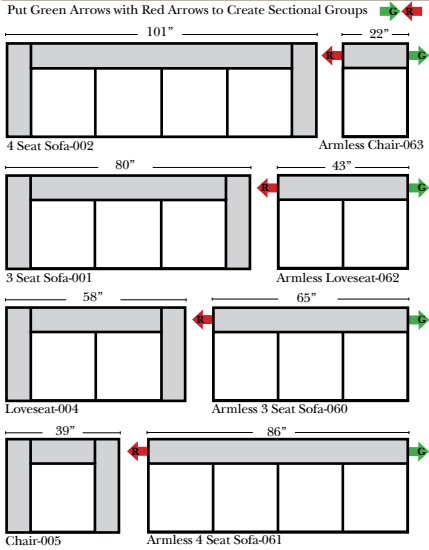 Put Green Arrows with Red Arrows to Create Sectional Groups G R
101” 22”
R G
4 Seat Sofa-002 Armless Chair-063
80” 43”
R G
3 Seat Sofa-001 Armless Loveseat-062
58” 65”
R G
Loveseat-004 Armless 3 Seat Sofa-060
39” 86”
R G
Chair-005 Armless 4 Seat Sofa-061